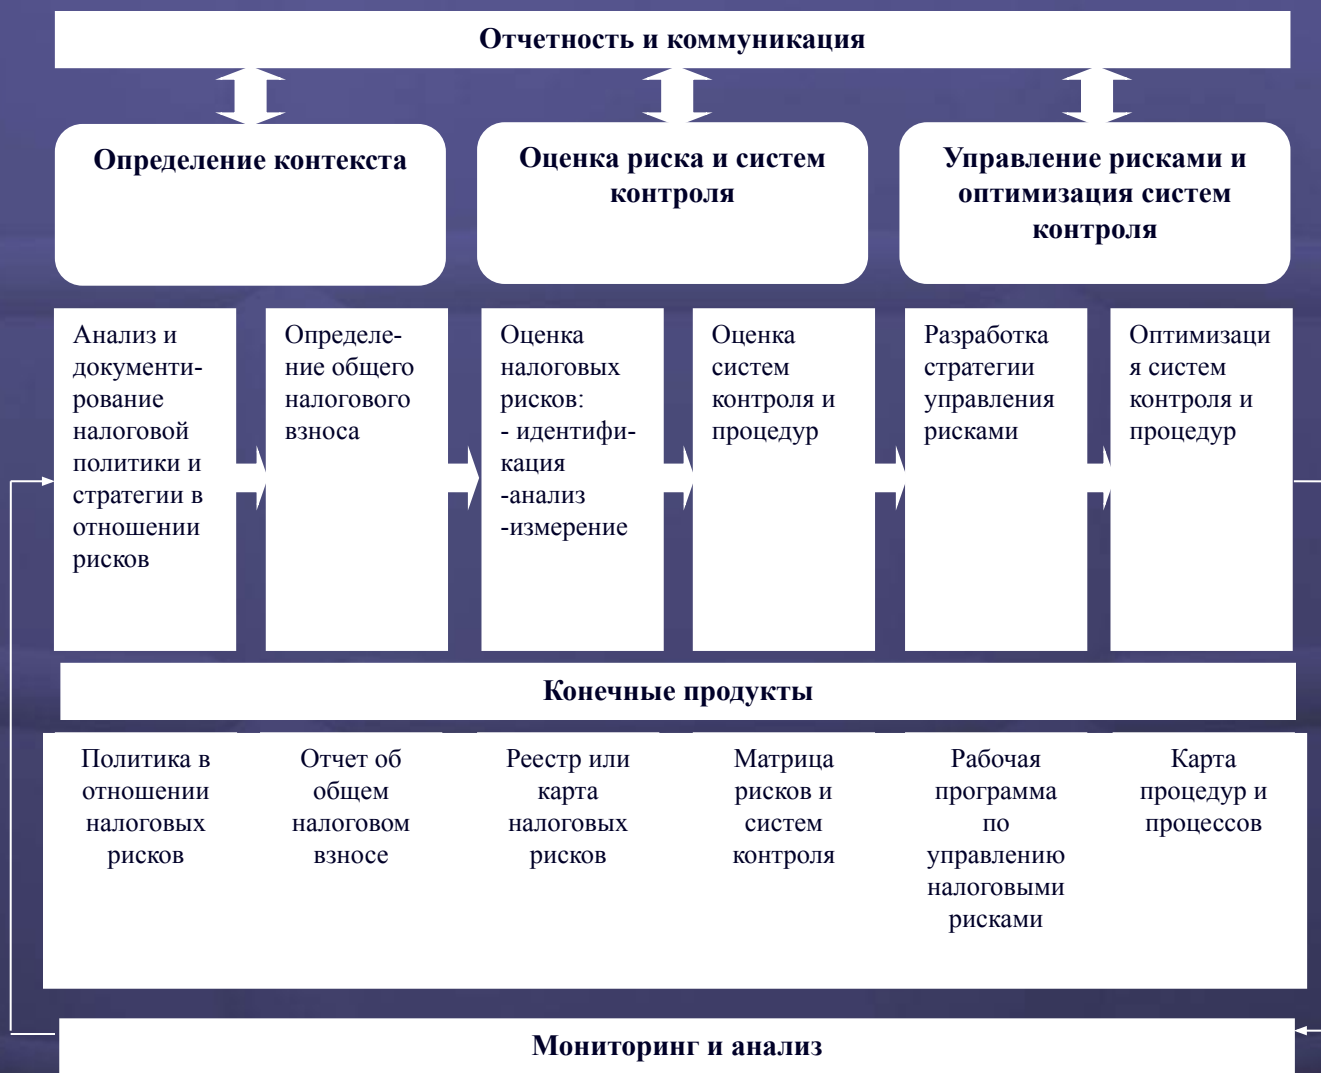 Отчетность и коммуникация
Определение контекста
Оценка риска и систем
контроля
Управление рисками и
оптимизация систем
контроля
Анализ и
документи-
рование
налоговой
политики и
стратегии в
отношении
рисков
Определе-
ние общего
налогового
взноса
Оценка
налоговых
рисков:
- идентифи-
кация
-анализ
-измерение
Оценка
систем
контроля и
процедур
Разработка
стратегии
управления
рисками
Оптимизаци
я систем
контроля и
процедур
Конечные продукты
Политика в
отношении
налоговых
рисков
Отчет об
общем
налоговом
взносе
Реестр или
карта
налоговых
рисков
Матрица
рисков и
систем
контроля
Рабочая
программа
по
управлению
налоговыми
рисками
Карта
процедур и
процессов
Мониторинг и анализ